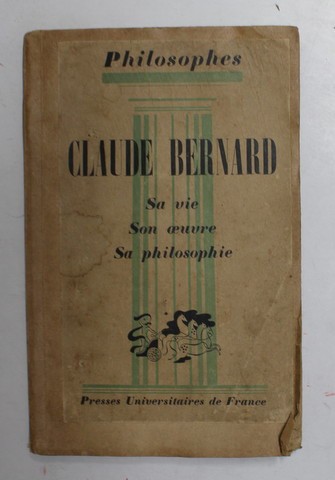 Philosophes
CLAUDE BERNARD
Sa vie
Son œuvre
Sa philosophie
Presses Universitaires de France